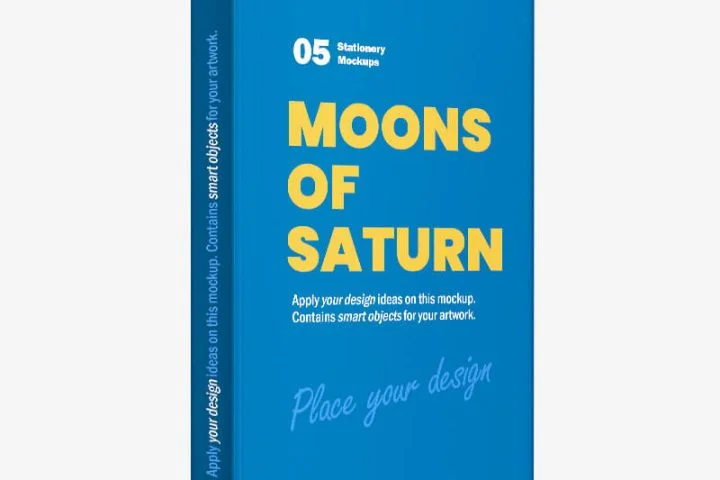 Apply your design ideas on this mockup. Contains smart objects for your artwork.
05
Stationery
Mockups
MOONS
OF
SATURN
Apply your design ideas on this mockup.
Contains smart objects for your artwork.
Place your design